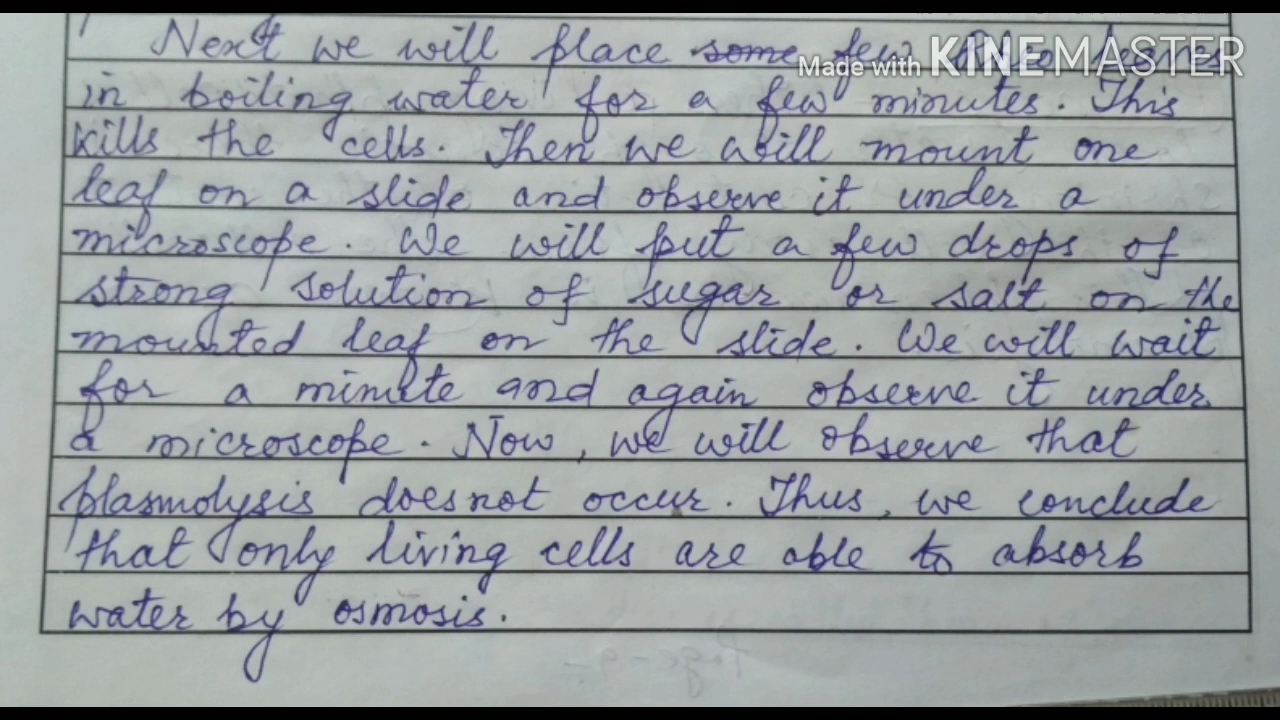 Next we will place some few
Made with KINEMASTER
in boiling water for a few minutes. This
kills the cells. Then we will mount one
leaf on a slide and observe it under a
microscope. We will put a few drops of
strong solution of sugar or salt on the
mounted leaf on the slide. We will wait
for a minute and again observe it under
a microscope. Now, we will observe that
plasmolysis does not occur. Thus, we conclude
that only living cells are able to absorb
water by osmosis.